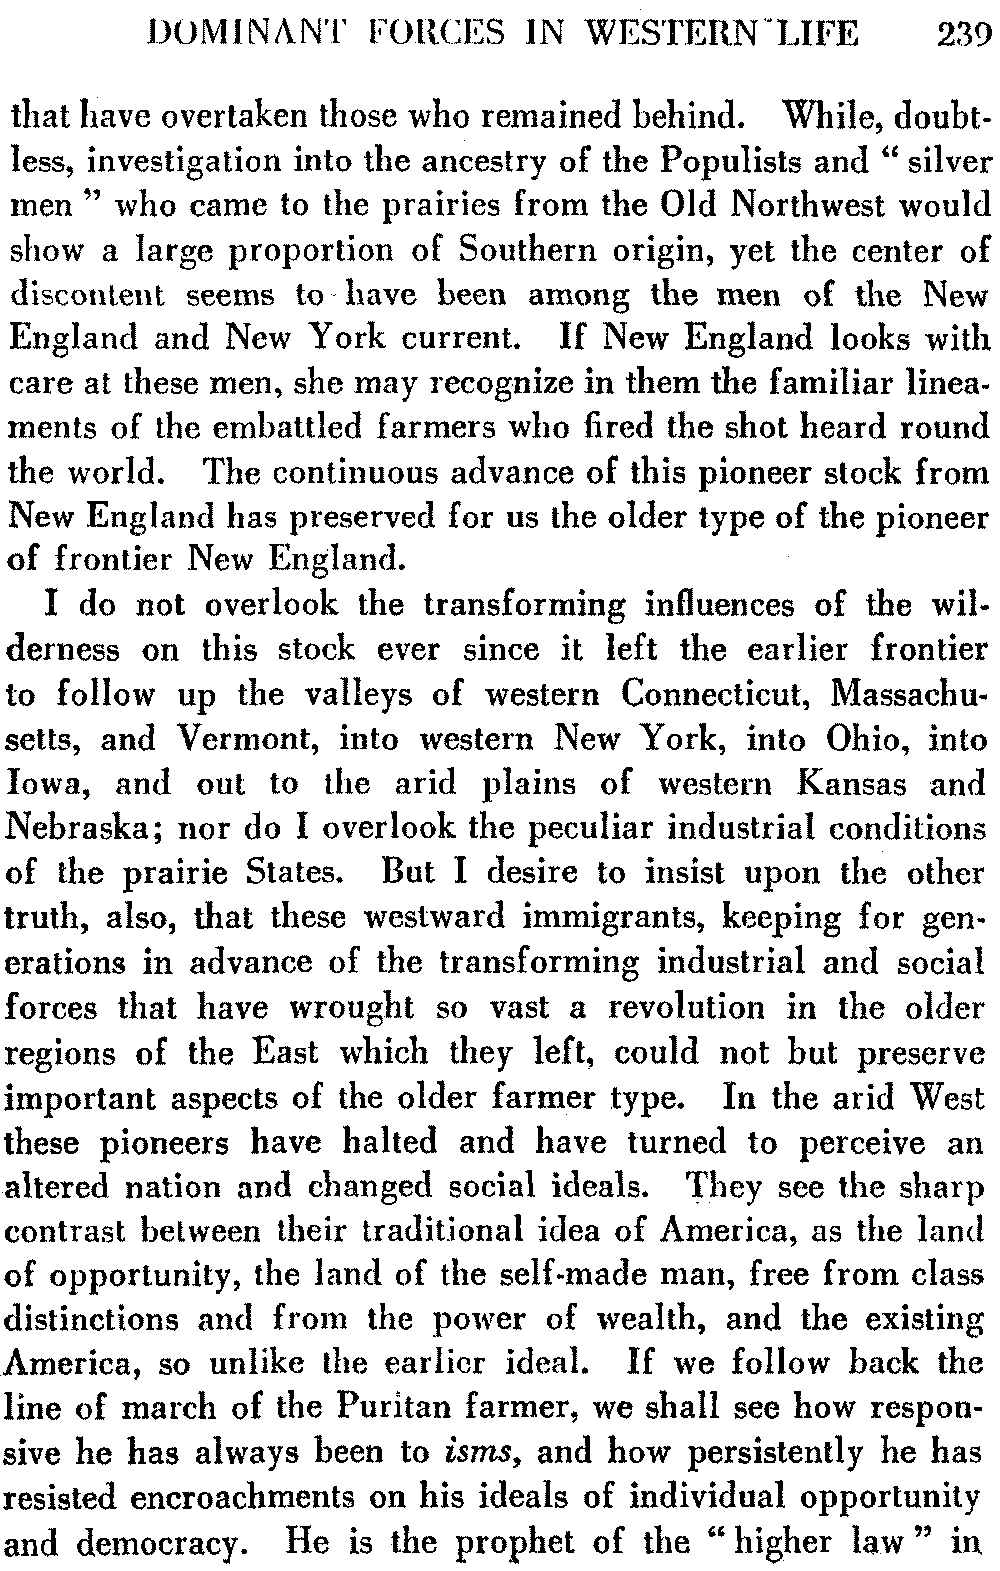 DOMINANT FORCES IN WESTERN LIFE 239
that have overtaken those who remained behind. While, doubt-
less, investigation into the ancestry of the Populists and " silver
men " who came to the prairies from the Old Northwest would
show a large proportion of Southern origin, yet the center of
discontent seems to have been among the men of the New
England and New York current. If New England looks with
care at these men, she may recognize in them the familiar linea-
ments of the embattled farmers who fired the shot heard round
the world. The continuous advance of this pioneer stock from
New England has preserved for us the older type of the pioneer
of frontier New England.
I do not overlook the transforming influences of the wil-
derness on this stock ever since it left the earlier frontier
to follow up the valleys of western Connecticut, Massachu-
setts, and Vermont, into western New York, into Ohio, into
Iowa, and out to the arid plains of western Kansas and
Nebraska; nor do I overlook the peculiar industrial conditions
of the prairie States. But I desire to insist upon the other
truth, also, that these westward immigrants, keeping for gen-
erations in advance of the transforming industrial and social
forces that have wrought so vast a revolution in the older
regions of the East which they left, could not but preserve
important aspects of the older farmer type. In the arid West
these pioneers have halted and have turned to perceive an
altered nation and changed social ideals. They see the sharp
contrast between their traditional idea of America, as the land
of opportunity, the land of the self-made man, free from class
distinctions and from the power of wealth, and the existing
America, so unlike the earlier ideal. If we follow back the
line of march of the Puritan farmer, we shall see how respon-
sive he has always been to isms, and how persistently he has
resisted encroachments on his ideals of individual opportunity
and democracy. He is the prophet of the " higher law " in